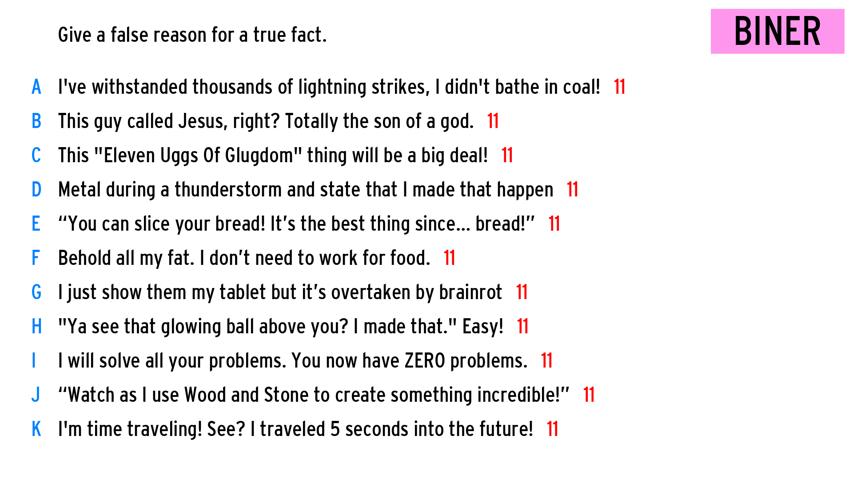 Give a false reason for a true fact.
BINER
A I've withstanded thousands of lightning strikes, I didn't bathe in coal! 11
B This guy called Jesus, right? Totally the son of a god. 11
C This "Eleven Uggs Of Glugdom" thing will be a big deal! 11
D Metal during a thunderstorm and state that I made that happen 11
E “You can slice your bread! It’s the best thing since... bread!” 11
F Behold all my fat. I don’t need to work for food. 11
G I just show them my tablet but it’s overtaken by brainrot 11
H "Ya see that glowing ball above you? I made that." Easy! 11
I I will solve all your problems. You now have ZERO problems. 11
J “Watch as I use Wood and Stone to create something incredible!” 11
K I'm time traveling! See? I traveled 5 seconds into the future! 11